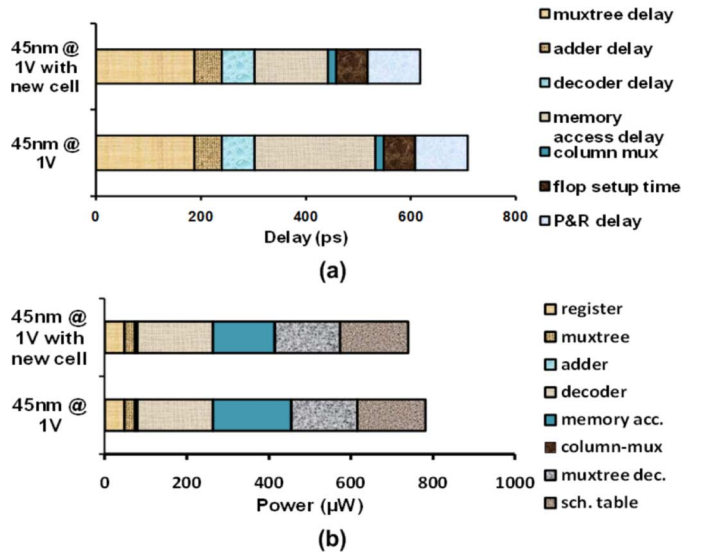 45nm @
1V with
new cell
45nm @
1V
0 200 400 600 800
Delay (ps)
muxtree delay
adder delay
decoder delay
memory
access delay
column mux
flop setup time
P&R delay
(a)
45nm @
1V with
new cell
45nm @
1V
0 200 400 600 800 1000
Power (µW)
register
muxtree
adder
decoder
memory acc.
column-mux
muxtree dec.
sch. table
(b)